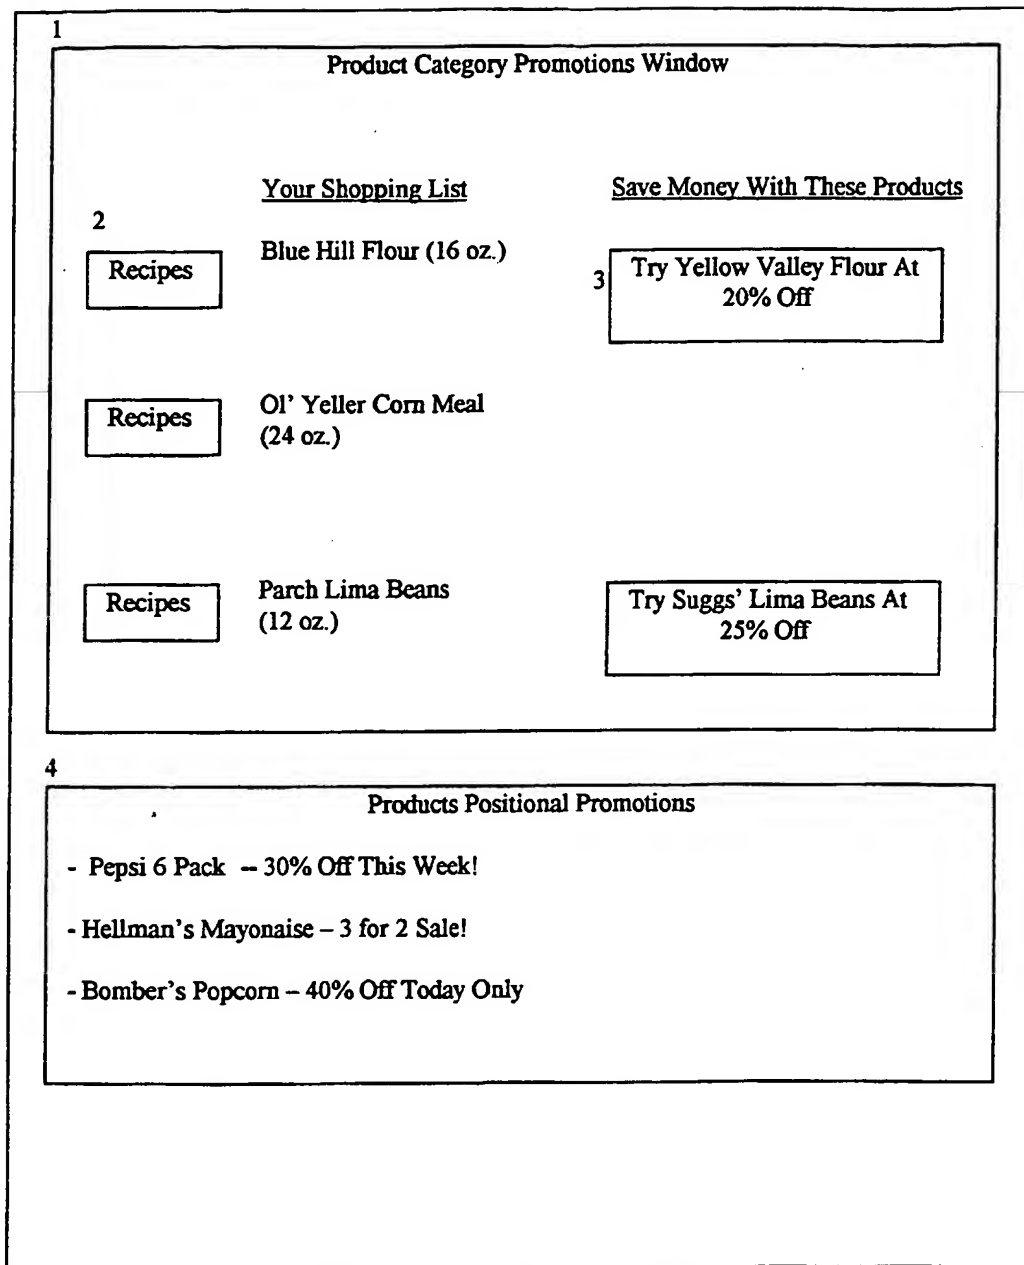 1
Product Category Promotions Window
Your Shopping List
Save Money With These Products
2
Recipes
Blue Hill Flour (16 oz.)
3
Try Yellow Valley Flour At
20% Off
Recipes
Ol' Yeller Corn Meal
(24 oz.)
Recipes
Parch Lima Beans
(12 oz.)
Try Suggs' Lima Beans At
25% Off
4
Products Positional Promotions
- Pepsi 6 Pack -- 30% Off This Week!
- Hellman's Mayonaise – 3 for 2 Sale!
- Bomber's Popcorn – 40% Off Today Only